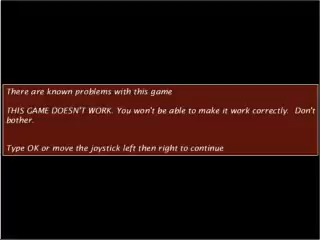 There are known problems with this game
THIS GAME DOESN'T WORK. You won't be able to make it work correctly.  Don't
bother.
Type OK or move the joystick left then right to continue